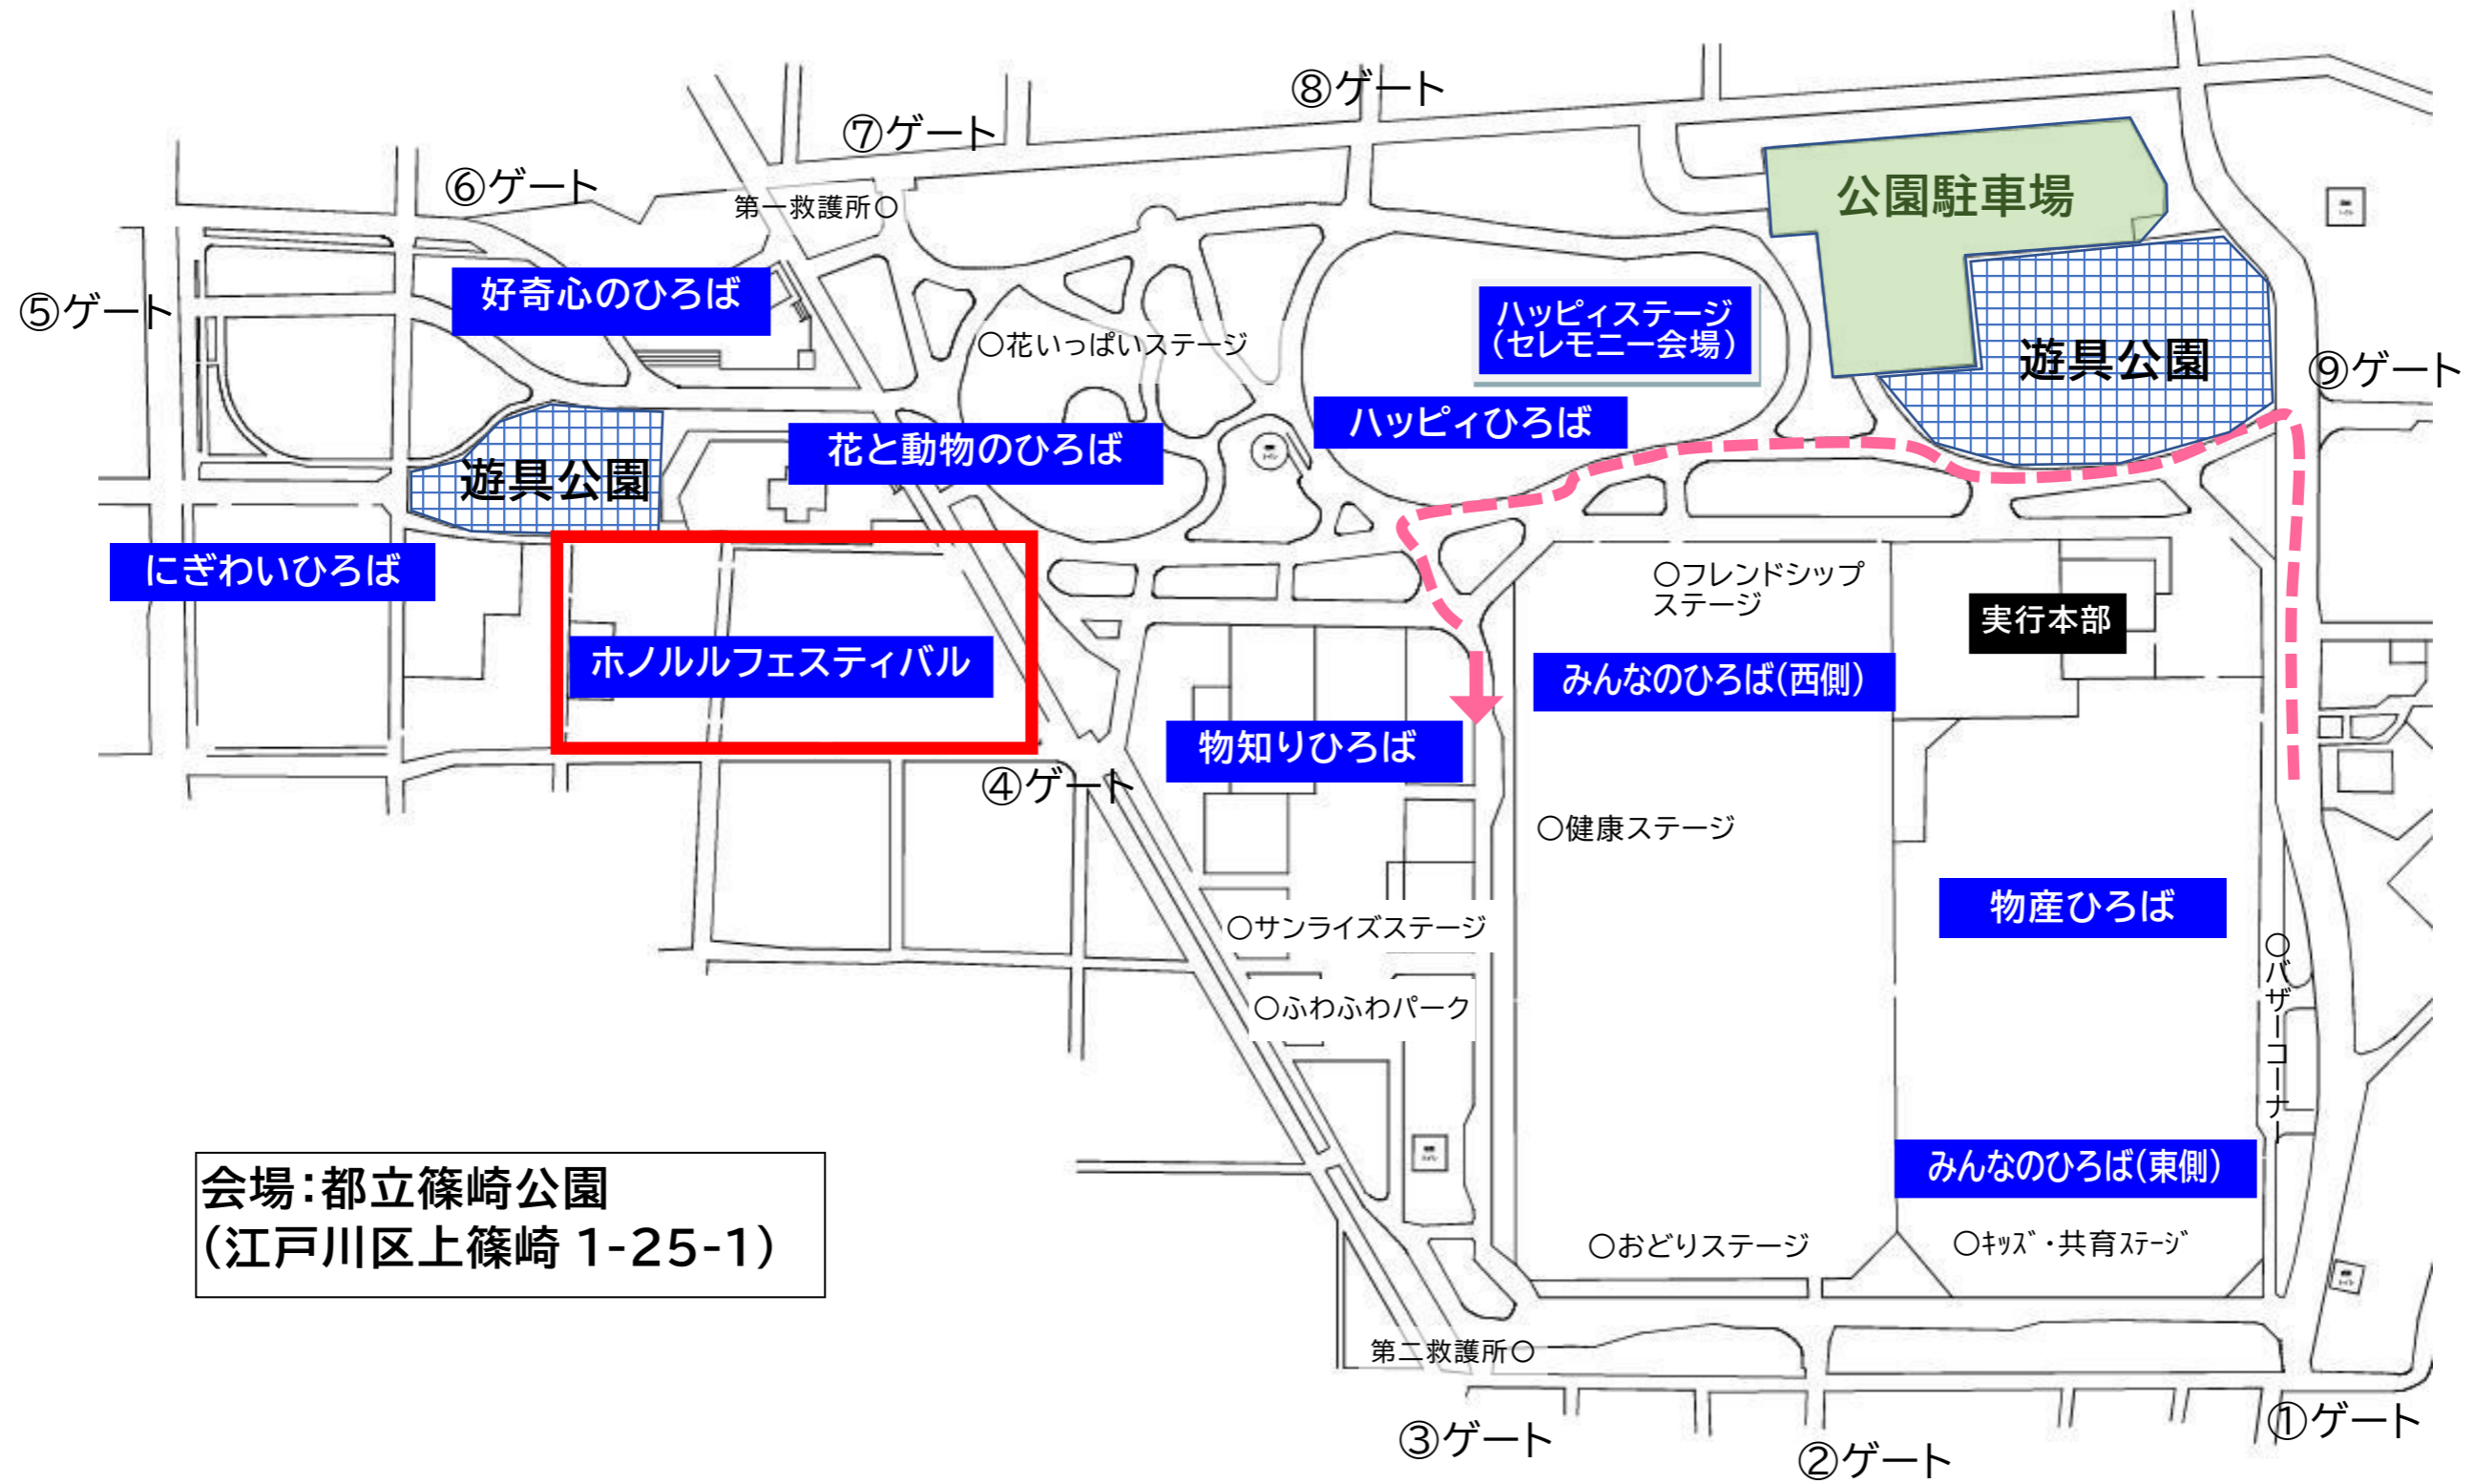 ⑧ゲート
⑦ゲート
⑥ゲート
第一救護所○
公園駐車場
好奇心のひろば
⑤ゲート
○花いっぱいステージ
ハッピィステージ
(セレモニー会場)
遊具公園
⑨ゲート
ハッピィひろば
花と動物のひろば
遊具公園
にぎわいひろば
○フレンドシップ
ステージ
実行本部
ホノルルフェスティバル
みんなのひろば(西側)
物知りひろば
④ゲート
○健康ステージ
物産ひろば
○サンライズステージ
○バザーコーナー
○ふわふわパーク
会場:都立篠崎公園
(江戸川区上篠崎 1-25-1)
みんなのひろば(東側)
○おどりステージ
○ｷｯｽﾞ・共育ｽﾃｰｼﾞ
第二救護所○
③ゲート
②ゲート
①ゲート